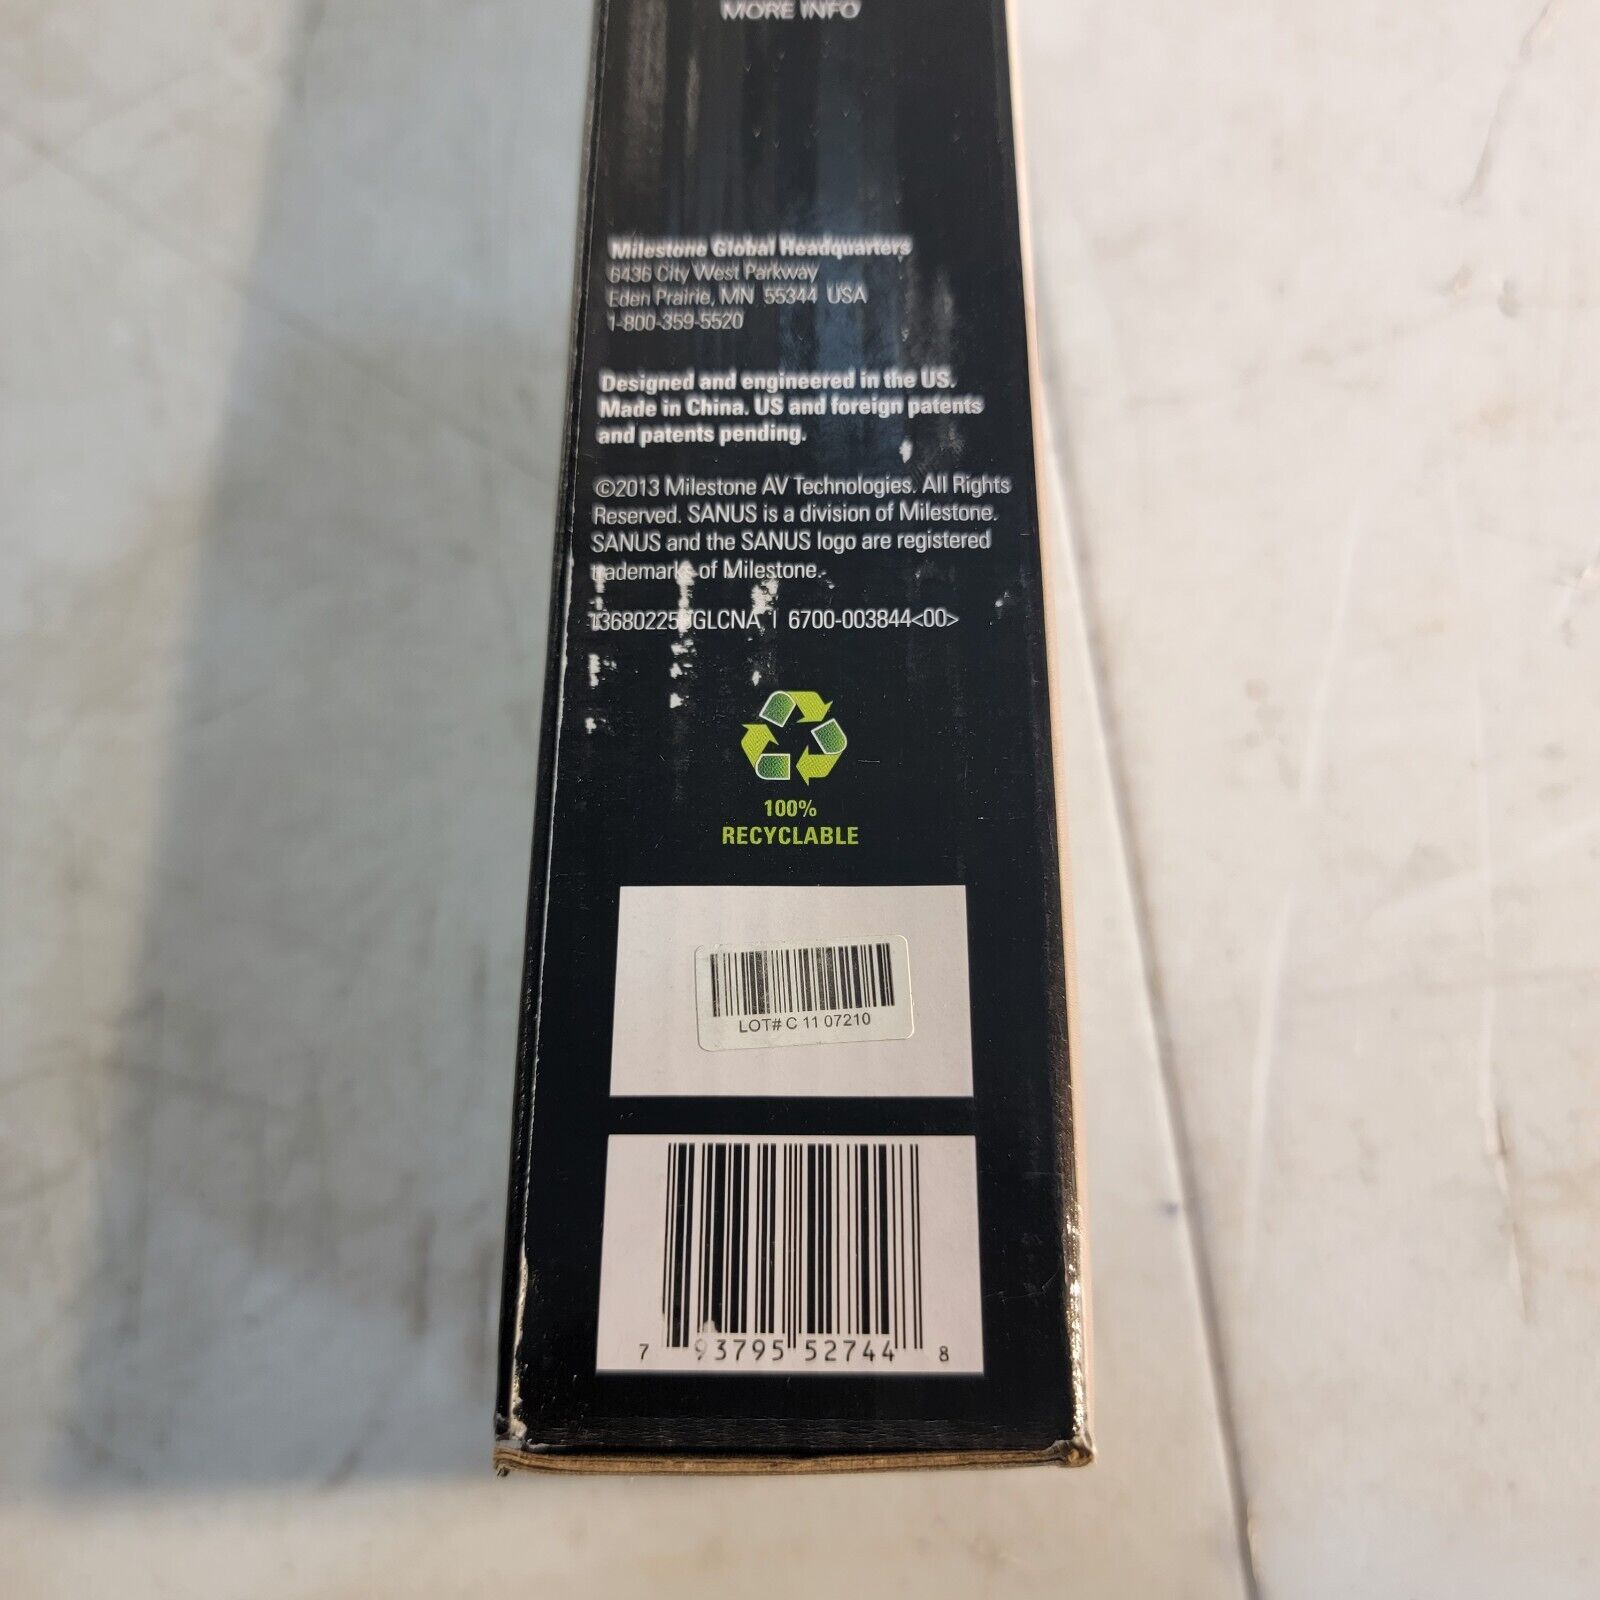 MORE INFO
Milestone Global Headquarters
6436 City West Parkway
Eden Prairie, MN 55344 USA
1-800-359-5520
Designed and engineered in the US.
Made in China. US and foreign patents
and patents pending.
©2013 Milestone AV Technologies. All Rights
Reserved. SANUS is a division of Milestone.
SANUS and the SANUS logo are registered
trademarks of Milestone.
| 6700-003844<00>
100%
RECYCLABLE
LOT# C 11 07210
7 93795 52744 8